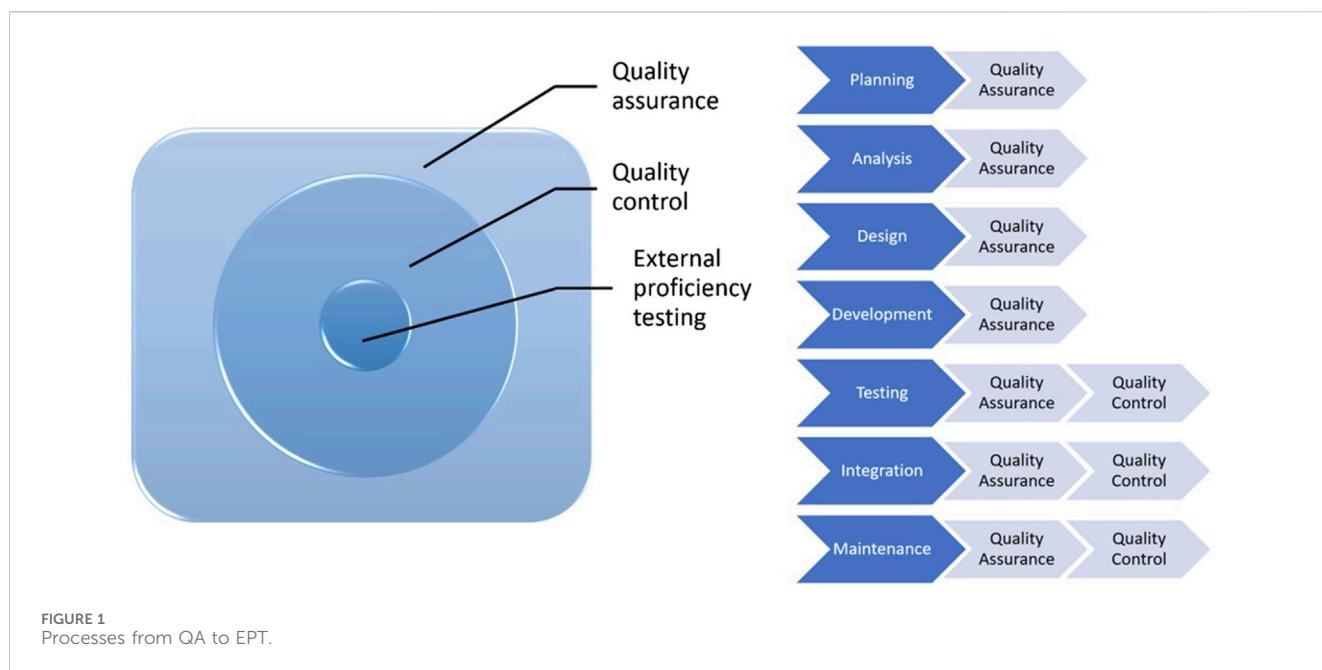 Quality
assurance
Quality
control
External
proficiency
testing
Planning
Quality
Assurance
Analysis
Quality
Assurance
Design
Quality
Assurance
Development
Quality
Assurance
Testing
Quality
Assurance
Quality
Control
Integration
Quality
Assurance
Quality
Control
Maintenance
Quality
Assurance
Quality
Control
FIGURE 1
Processes from QA to EPT.